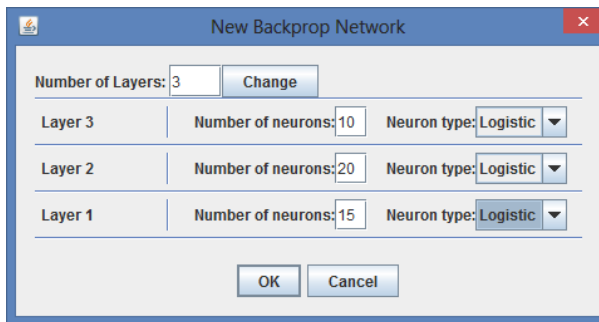 New Backprop Network
Number of Layers: 3 Change
Layer 3 Number of neurons: 10 Neuron type: Logistic
Layer 2 Number of neurons: 20 Neuron type: Logistic
Layer 1 Number of neurons: 15 Neuron type: Logistic
OK Cancel